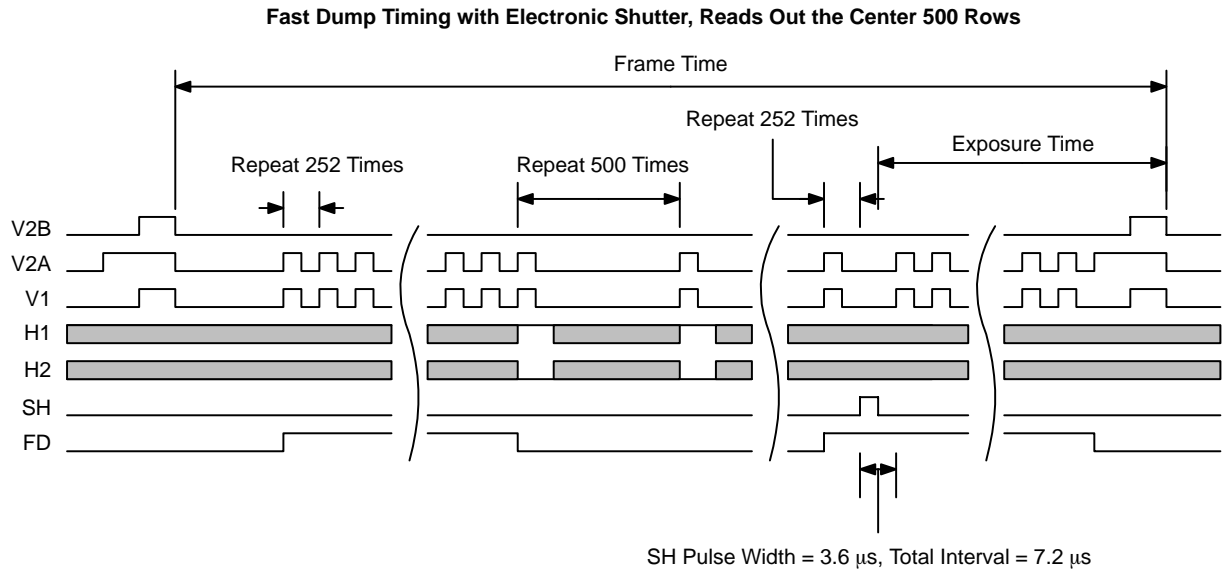 Fast Dump Timing with Electronic Shutter, Reads Out the Center 500 Rows
Frame Time
Repeat 252 Times
Exposure Time
Repeat 252 Times
Repeat 500 Times
V2B
V2A
V1
H1
H2
SH
FD
SH Pulse Width = 3.6 μs, Total Interval = 7.2 μs